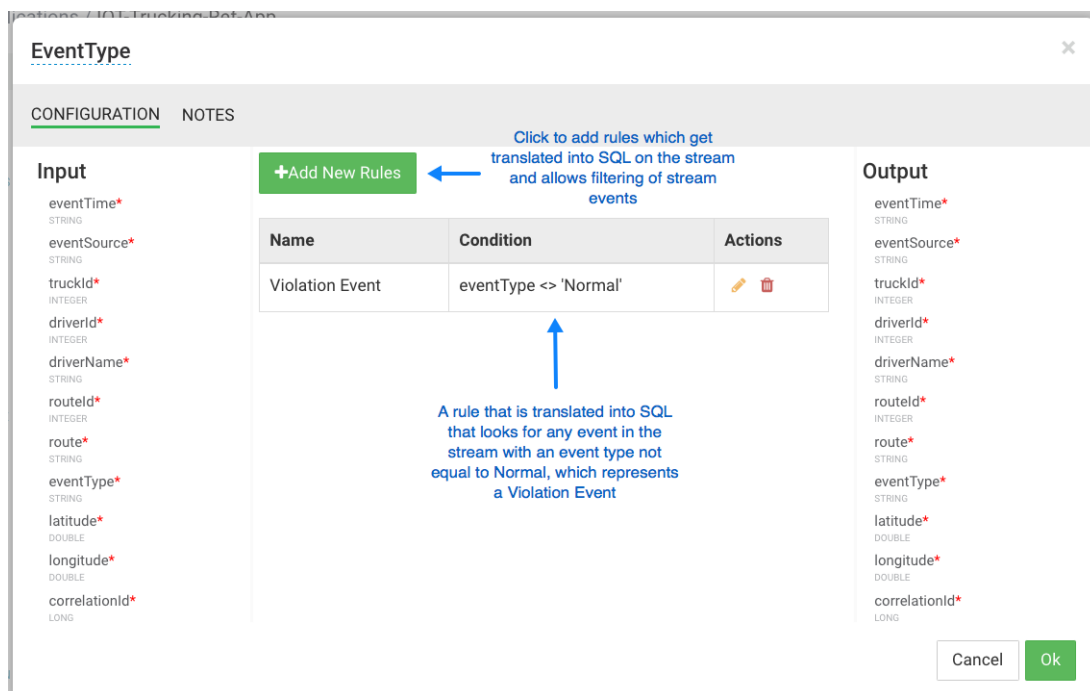 lications / IOT-Trucking-Ref-App
EventType
×
CONFIGURATION NOTES
Click to add rules which get
translated into SQL on the stream
and allows filtering of stream
events
Input
+Add New Rules
Output
eventTime*
STRING
eventSource*
STRING
truckId*
INTEGER
driverId*
INTEGER
driverName*
STRING
routeId*
INTEGER
route*
STRING
eventType*
STRING
latitude*
DOUBLE
longitude*
DOUBLE
correlationId*
LONG
Name Condition Actions
Violation Event eventType <> 'Normal'
A rule that is translated into SQL
that looks for any event in the
stream with an event type not
equal to Normal, which represents
a Violation Event
eventTime*
STRING
eventSource*
STRING
truckId*
INTEGER
driverId*
INTEGER
driverName*
STRING
routeId*
INTEGER
route*
STRING
eventType*
STRING
latitude*
DOUBLE
longitude*
DOUBLE
correlationId*
LONG
Cancel Ok